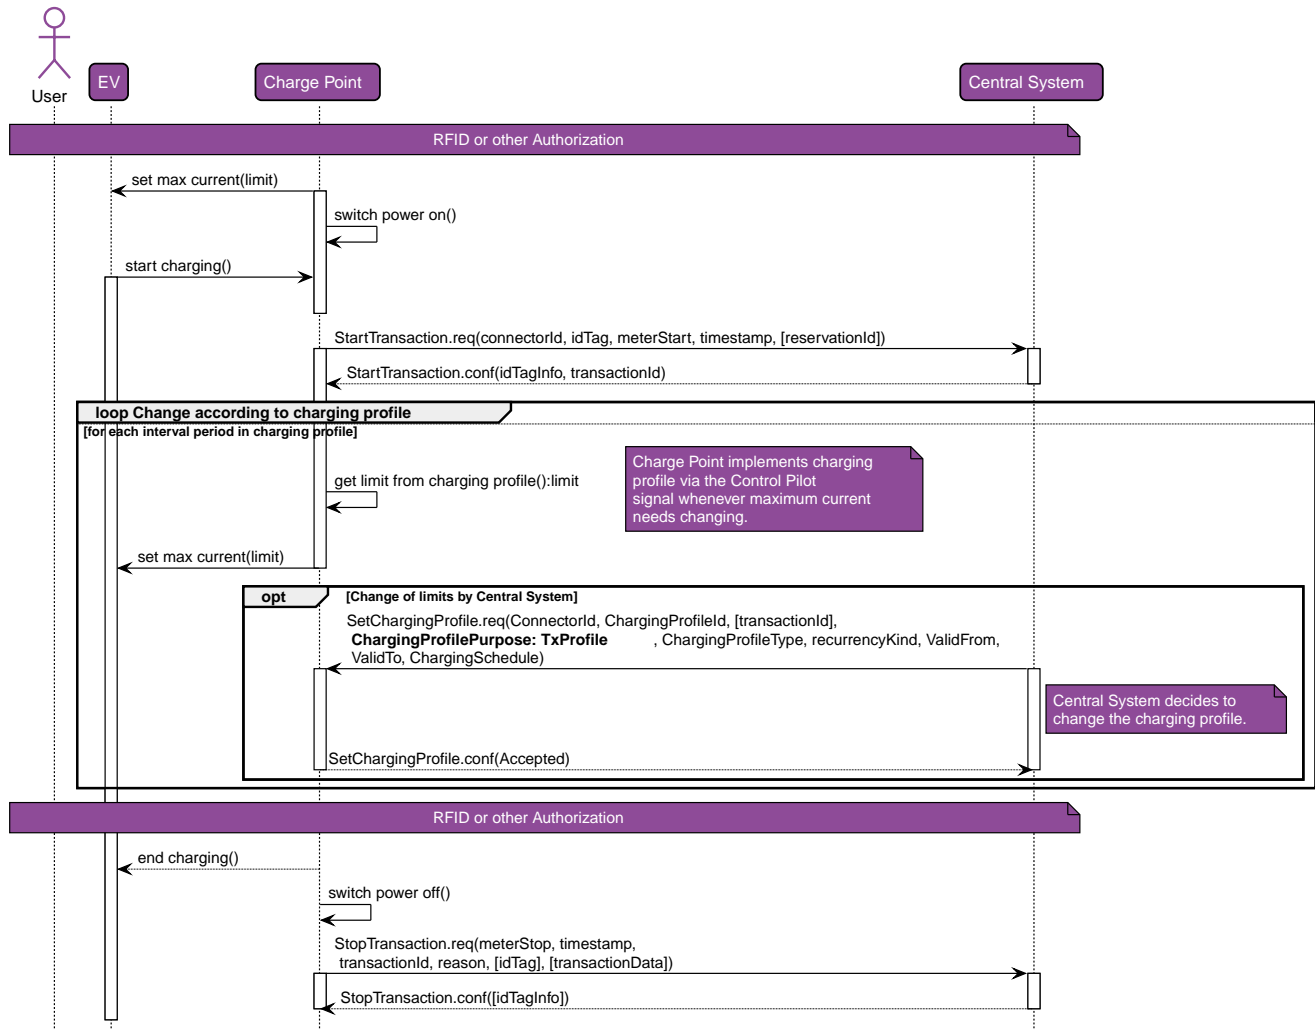 User
EV
Charge Point
Central System
RFID or other Authorization
set max current(limit)
switch power on()
start charging()
StartTransaction.req(connectorId, idTag, meterStart, timestamp, [reservationId])
StartTransaction.conf(idTagInfo, transactionId)
loop Change according to charging profile
[for each interval period in charging profile]
Charge Point implements charging
profile via the Control Pilot
signal whenever maximum current
needs changing.
get limit from charging profile():limit
set max current(limit)
opt
[Change of limits by Central System]
SetChargingProfile.req(ConnectorId, ChargingProfileId, [transactionId],
ChargingProfilePurpose: TxProfile , ChargingProfileType, recurrencyKind, ValidFrom,
ValidTo, ChargingSchedule)
Central System decides to
change the charging profile.
SetChargingProfile.conf(Accepted)
RFID or other Authorization
end charging()
switch power off()
StopTransaction.req(meterStop, timestamp,
transactionId, reason, [idTag], [transactionData])
StopTransaction.conf([idTagInfo])